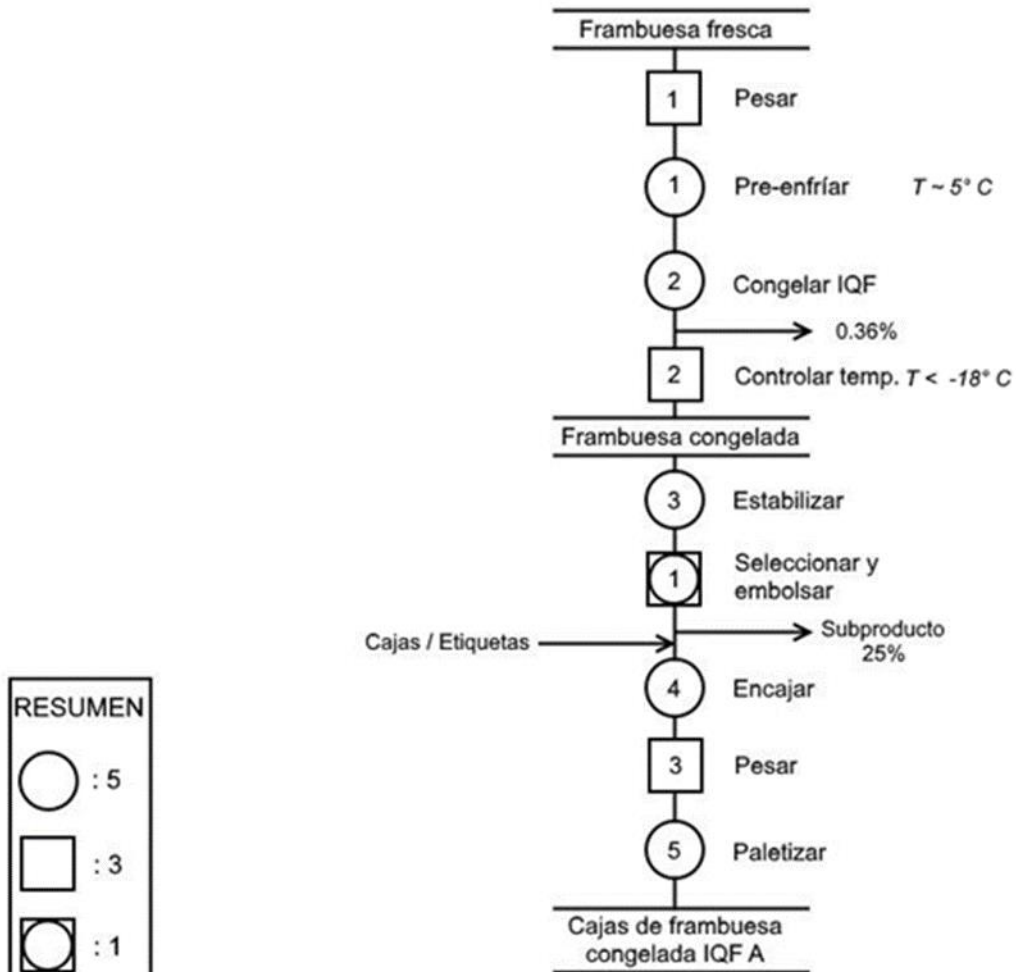 Frambuesa fresca
1 Pesar
1 Pre-enfríar T ~ 5° C
2 Congelar IQF
0.36%
2 Controlar temp. T < -18° C
Frambuesa congelada
3 Estabilizar
1 Seleccionar y
embolsar
Cajas / Etiquetas
Subproducto
25%
4 Encajar
3 Pesar
5 Paletizar
Cajas de frambuesa
congelada IQF A
RESUMEN
: 5
: 3
: 1